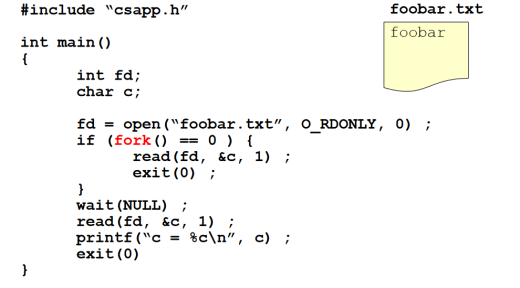 #include “csapp.h”
int main()
{
int fd;
char c;
fd = open(“foobar.txt”, O_RDONLY, 0) ;
if (fork() == 0 ) {
read(fd, &c, 1) ;
exit(0) ;
}
wait(NULL) ;
read(fd, &c, 1) ;
printf(“c = %c\n”, c) ;
exit(0)
}
foobar.txt
foobar